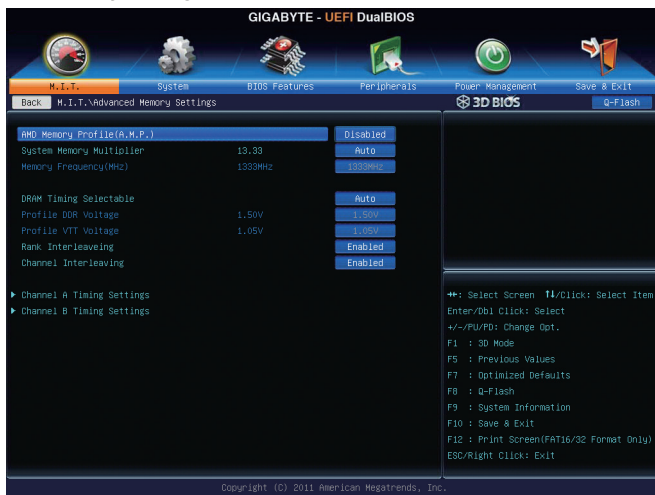 GIGABYTE - UEFI DualBIOS
M.I.T. System BIOS Features Peripherals Power Management Save & Exit
Back M.I.T.\Advanced Memory Settings 3D BIOS Q-Flash
AMD Memory Profile(A.M.P.) Disabled
System Memory Multiplier 13.33 Auto
Memory Frequency(MHz) 1333MHz 1333MHz
DRAM Timing Selectable Auto
Profile DDR Voltage 1.50V 1.50V
Profile VTT Voltage 1.05V 1.05V
Rank Interleaveing Enabled
Channel Interleaving Enabled
Channel A Timing Settings
Channel B Timing Settings
→←: Select Screen ↑↓/Click: Select Item
Enter/Dbl Click: Select
+/-/PU/PD: Change Opt.
F1 : 3D Mode
F5 : Previous Values
F7 : Optimized Defaults
F8 : Q-Flash
F9 : System Information
F10 : Save & Exit
F12 : Print Screen(FAT16/32 Format Only)
ESC/Right Click: Exit
Copyright (C) 2011 American Megatrends, Inc.